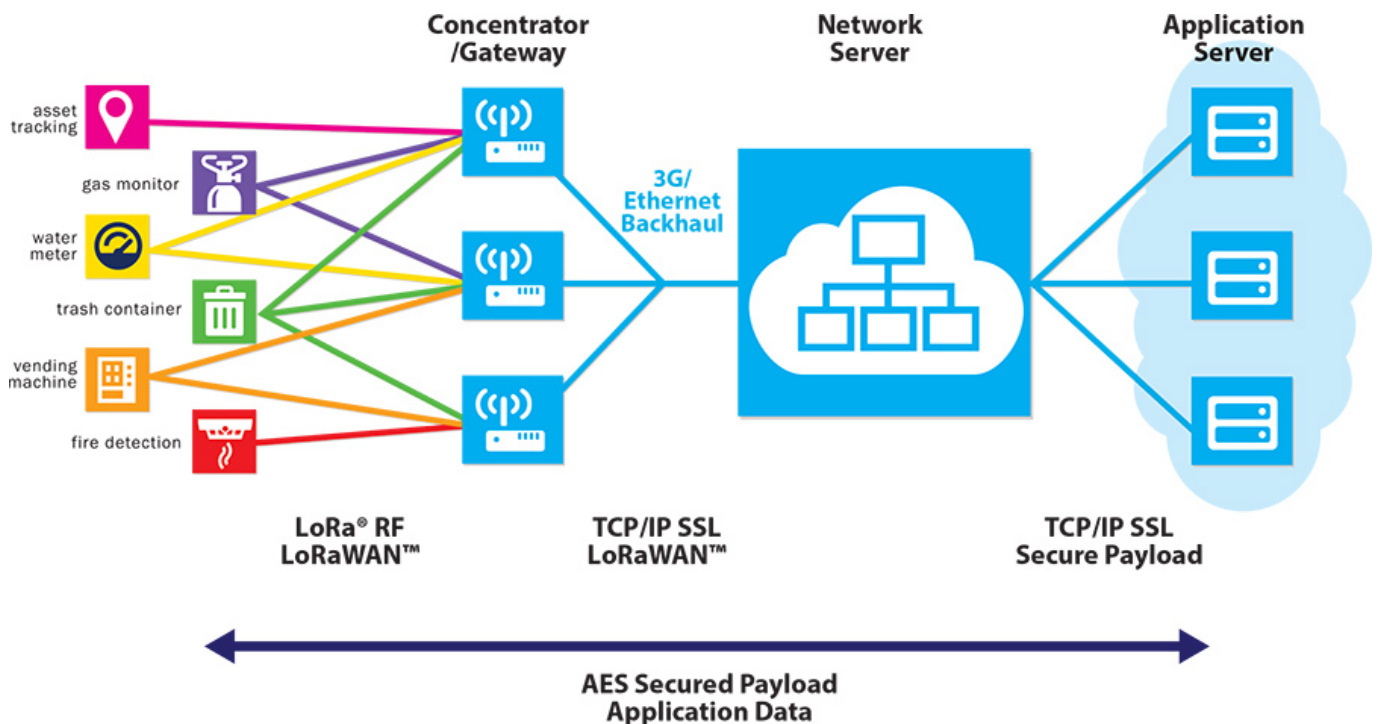 Concentrator
/Gateway
Network
Server
Application
Server
asset
tracking
gas monitor
water
meter
trash container
vending
machine
fire detection
3G/
Ethernet
Backhaul
LoRa® RF
LoRaWAN™
TCP/IP SSL
LoRaWAN™
TCP/IP SSL
Secure Payload
AES Secured Payload
Application Data